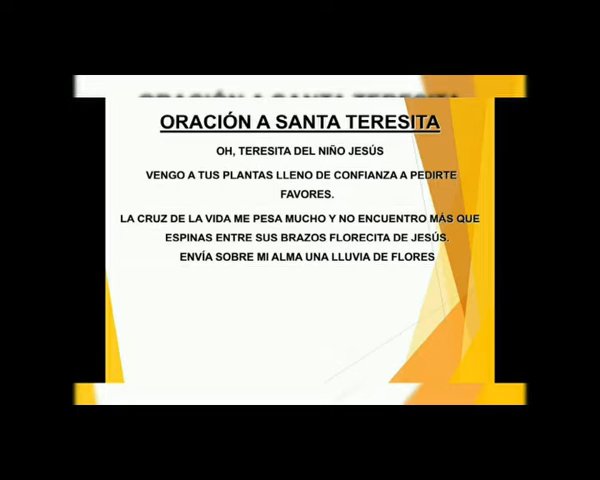 ORACIÓN A SANTA TERESITA
OH, TERESITA DEL NIÑO JESÚS
VENGO A TUS PLANTAS LLENO DE CONFIANZA A PEDIRTE
FAVORES.
LA CRUZ DE LA VIDA ME PESA MUCHO Y NO ENCUENTRO MÁS QUE
ESPINAS ENTRE SUS BRAZOS FLORECITA DE JESÚS.
ENVÍA SOBRE MI ALMA UNA LLUVIA DE FLORES